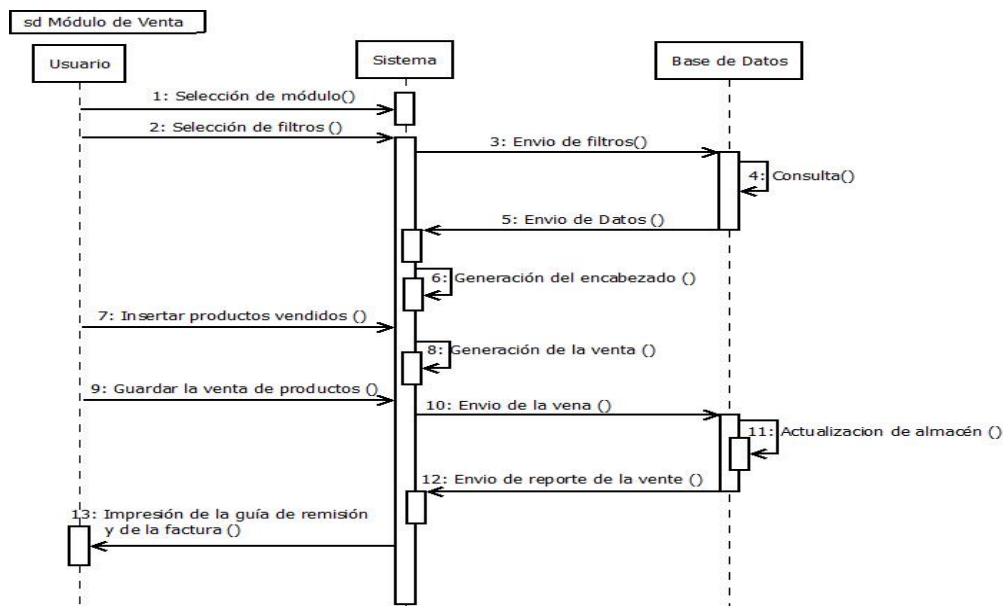 sd Módulo de Venta
Usuario
Sistema
Base de Datos
1: Selección de módulo()
2: Selección de filtros ()
3: Envio de filtros()
4: Consulta()
5: Envio de Datos ()
6: Generación del encabezado ()
7: Insertar productos vendidos ()
8: Generación de la venta ()
9: Guardar la venta de productos ()
10: Envio de la vena ()
11: Actualizacion de almacén ()
12: Envio de reporte de la vente ()
13: Impresión de la guía de remisión
y de la factura ()